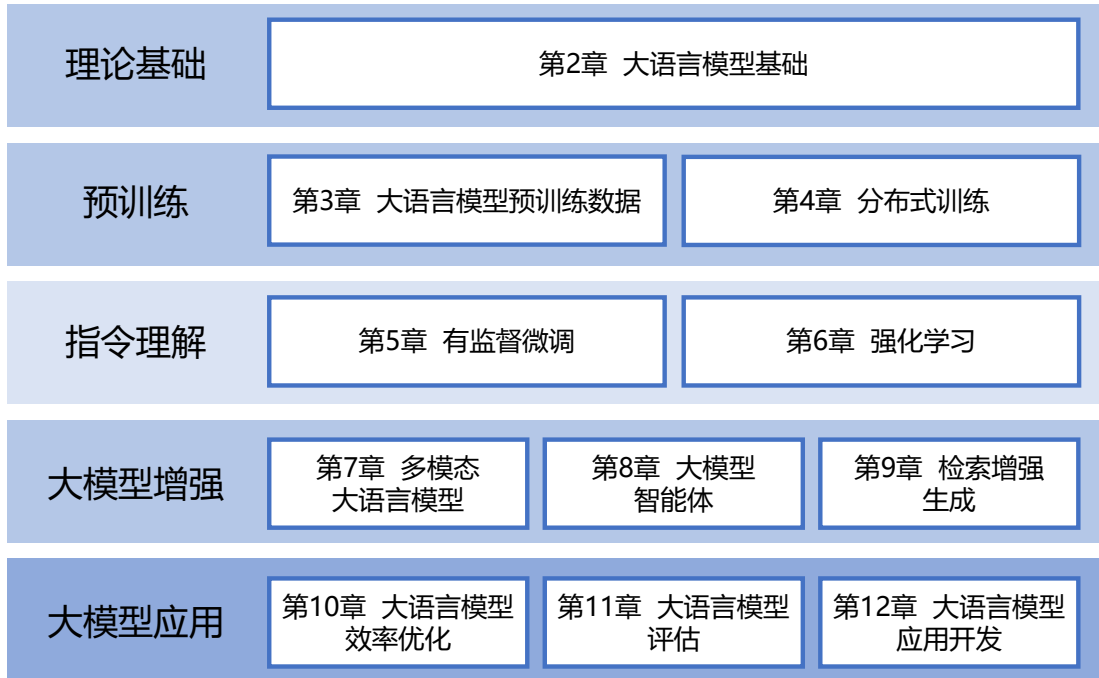 理论基础
第2章 大语言模型基础
预训练
第3章 大语言模型预训练数据
第4章 分布式训练
指令理解
第5章 有监督微调
第6章 强化学习
大模型增强
第7章 多模态
大语言模型
第8章 大模型
智能体
第9章 检索增强
生成
大模型应用
第10章 大语言模型
效率优化
第11章 大语言模型
评估
第12章 大语言模型
应用开发